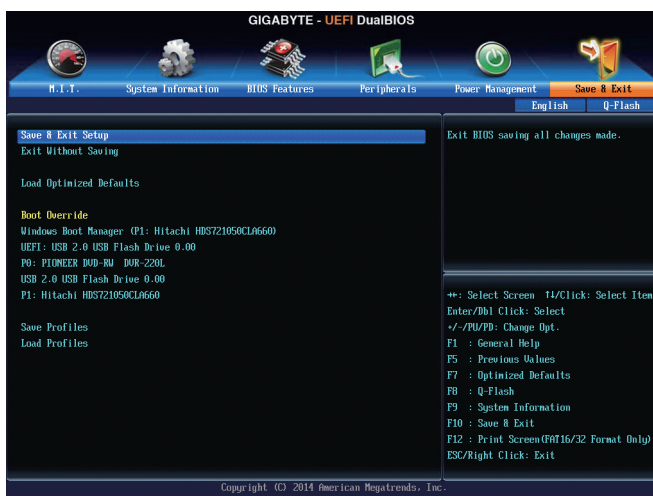 GIGABYTE - UEFI DualBIOS
M.I.T.
System Information
BIOS Features
Peripherals
Power Management
Save & Exit
English
Q-Flash
Save & Exit Setup
Exit Without Saving
Load Optimized Defaults
Boot Override
Windows Boot Manager (P1: Hitachi HDS721050CLA660)
UEFI: USB 2.0 USB Flash Drive 0.00
P0: PIONEER DVD-RW DVR-220L
USB 2.0 USB Flash Drive 0.00
P1: Hitachi HDS721050CLA660
Save Profiles
Load Profiles
Exit BIOS saving all changes made.
→←: Select Screen ↑↓/Click: Select Item
Enter/Dbl Click: Select
+/-/PU/PD: Change Opt.
F1 : General Help
F5 : Previous Values
F7 : Optimized Defaults
F8 : Q-Flash
F9 : System Information
F10 : Save & Exit
F12 : Print Screen(FAT16/32 Format Only)
ESC/Right Click: Exit
Copyright (C) 2014 American Megatrends, Inc.